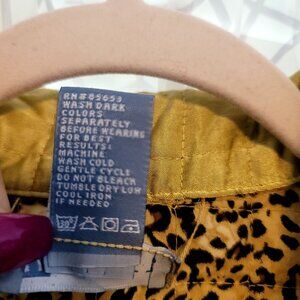 RN# 85653
WASH DARK
COLORS
SEPARATELY
BEFORE WEARING
FOR BEST
RESULTS:
MACHINE
WASH COLD
GENTLE CYCLE
DO NOT BLEACH
TUMBLE DRY LOW
COOL IRON
IF NEEDED